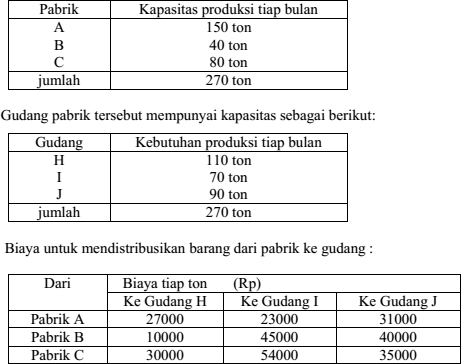 Pabrik Kapasitas produksi tiap bulan
A 150 ton
B 40 ton
C 80 ton
jumlah 270 ton
Gudang pabrik tersebut mempunyai kapasitas sebagai berikut:
Gudang Kebutuhan produksi tiap bulan
H 110 ton
I 70 ton
J 90 ton
jumlah 270 ton
Biaya untuk mendistribusikan barang dari pabrik ke gudang :
Dari Biaya tiap ton (Rp)
Ke Gudang H Ke Gudang I Ke Gudang J
Pabrik A 27000 23000 31000
Pabrik B 10000 45000 40000
Pabrik C 30000 54000 35000